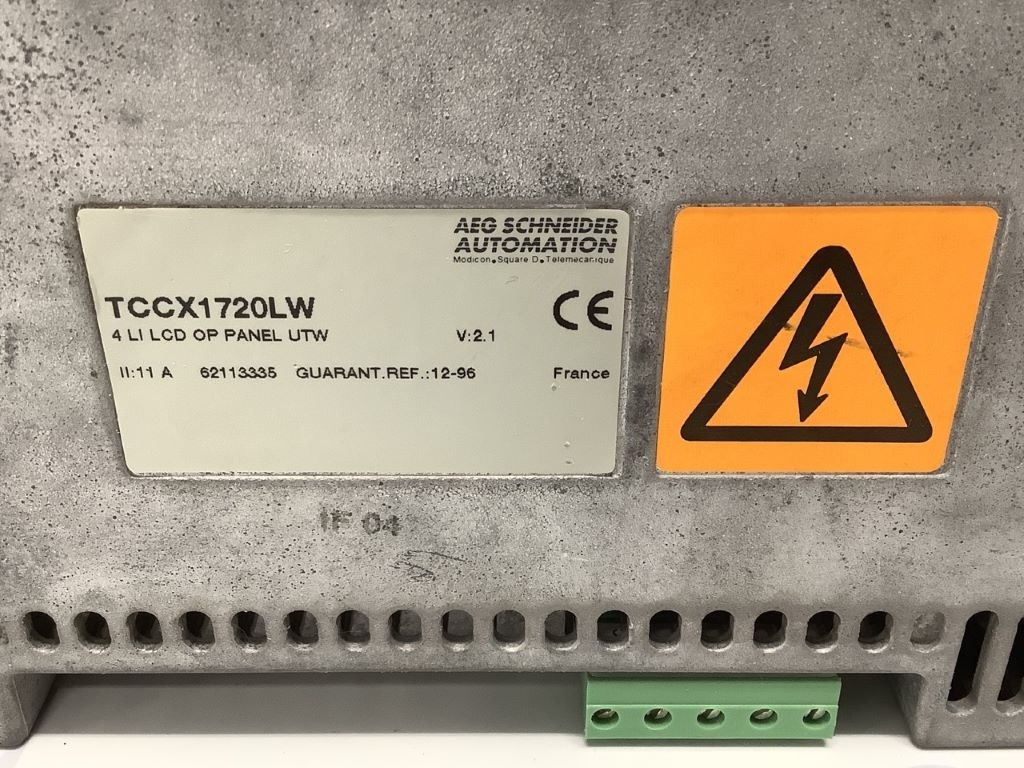 AEG SCHNEIDER
AUTOMATION
Modicon • Square D • Telemecanique
TCCX1720LW
CE
4 LI LCD OP PANEL UTW V:2.1
II:11 A 62113335 GUARANT.REF.:12-96 France
IF 04